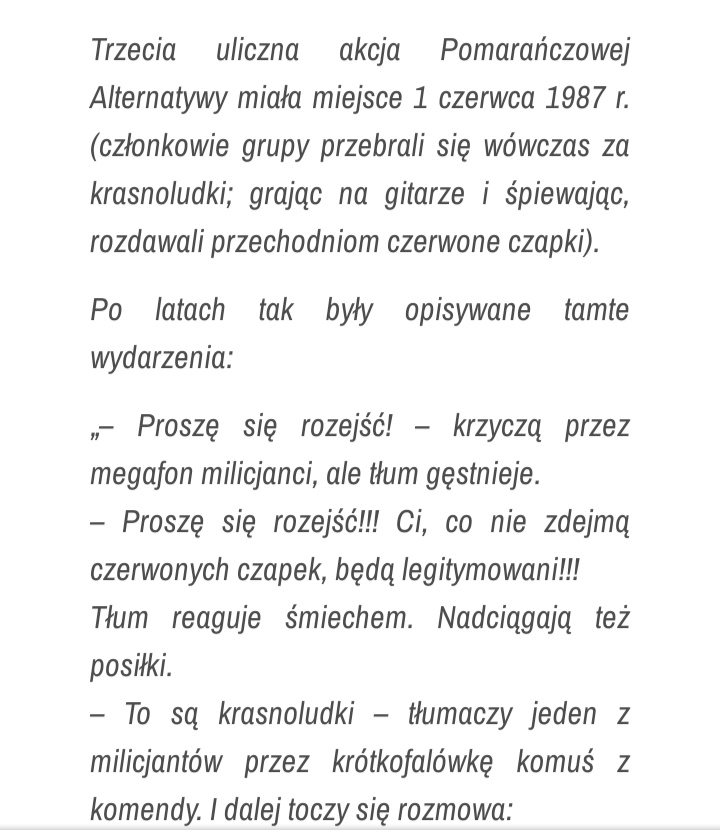 Trzecia uliczna akcja Pomarańczowej
Alternatywy miała miejsce 1 czerwca 1987 r.
(członkowie grupy przebrali się wówczas za
krasnoludki; grając na gitarze i śpiewając,
rozdawali przechodniom czerwone czapki).
Po latach tak były opisywane tamte
wydarzenia:
„– Proszę się rozejść! – krzyczą przez
megafon milicjanci, ale tłum gęstnieje.
– Proszę się rozejść!!! Ci, co nie zdejmą
czerwonych czapek, będą legitymowani!!!
Tłum reaguje śmiechem. Nadciągają też
posiłki.
– To są krasnoludki – tłumaczy jeden z
milicjantów przez krótkofalówkę komuś z
komendy. I dalej toczy się rozmowa: